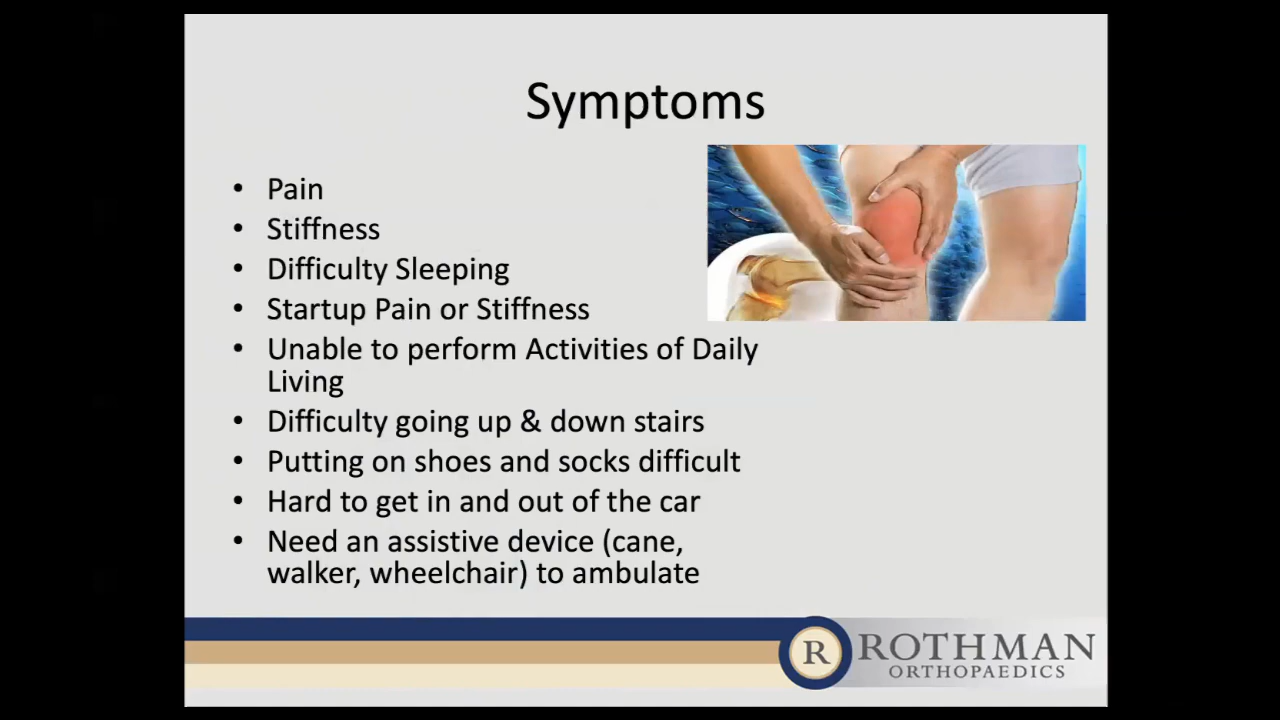 Symptoms
• Pain
• Stiffness
• Difficulty Sleeping
• Startup Pain or Stiffness
• Unable to perform Activities of Daily
Living
• Difficulty going up & down stairs
• Putting on shoes and socks difficult
• Hard to get in and out of the car
• Need an assistive device (cane,
walker, wheelchair) to ambulate
R ROTHMAN
ORTHOPAEDICS